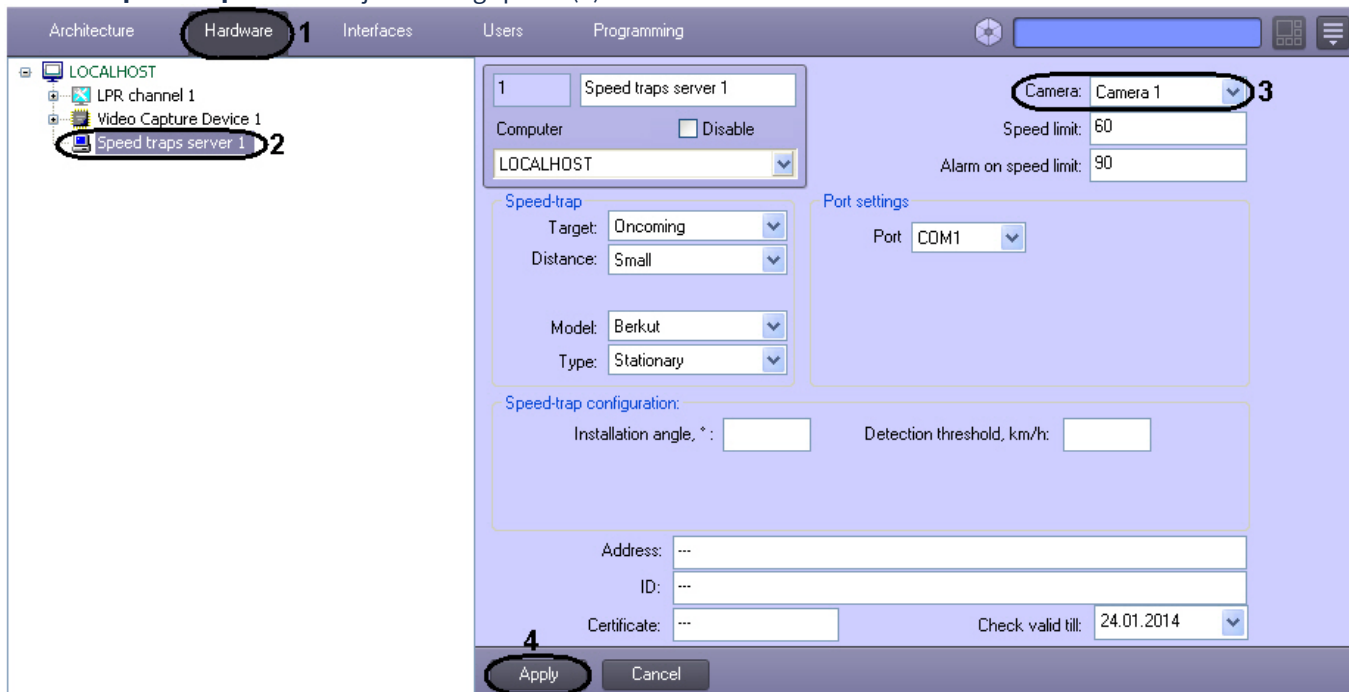 Architecture Hardware 1 Interfaces Users Programming
LOCALHOST
LPR channel 1
Video Capture Device 1
Speed traps server 1 2
1 Speed traps server 1
Computer Disable
LOCALHOST
Camera: Camera 1 3
Speed limit: 60
Alarm on speed limit: 90
Speed-trap
Target: Oncoming
Distance: Small
Model: Berkut
Type: Stationary
Port settings
Port COM1
Speed-trap configuration:
Installation angle, ° : Detection threshold, km/h:
Address: ---
ID: ---
Certificate: --- Check valid till: 24.01.2014
4
Apply Cancel